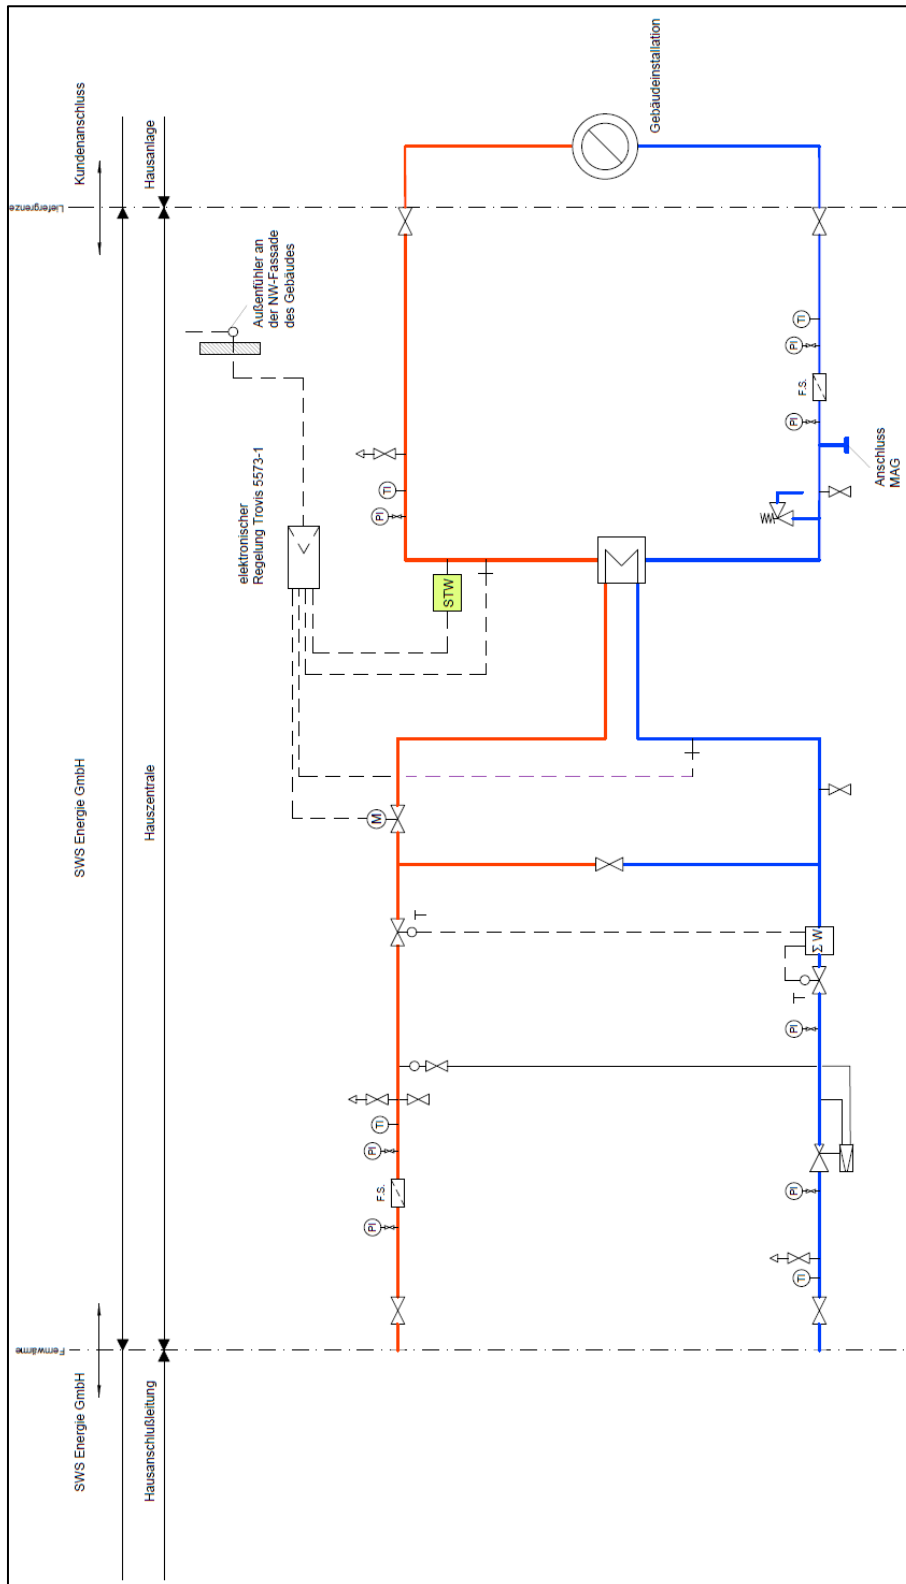 SWS Energie GmbH
Hausanschlußleitung
Fernwärme
SWS Energie GmbH
Hauszentrale
Liefergrenze
Kundenanschluss
Hausanlage
Außenfühler an
der NW-Fassade
des Gebäudes
elektronischer
Regelung Trovis 5573-1
Gebäudeinstallation
STW
M
PI
TI
PI
F.S.
PI
TI
T
TI
PI
PI
T
Σ W
Anschluss
MAG
PI
F.S.
PI
TI